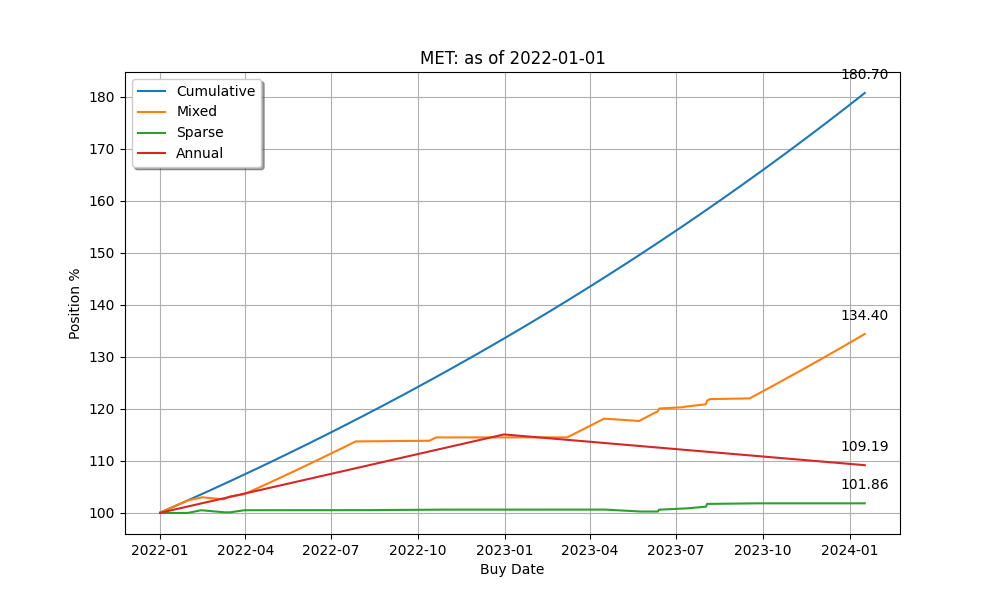 MET: as of 2022-01-01
180.70
Cumulative
Mixed
Sparse
Annual
180
170
160
150
140
130
120
110
100
134.40
109.19
101.86
Position %
2022-01 2022-04 2022-07 2022-10 2023-01 2023-04 2023-07 2023-10 2024-01
Buy Date